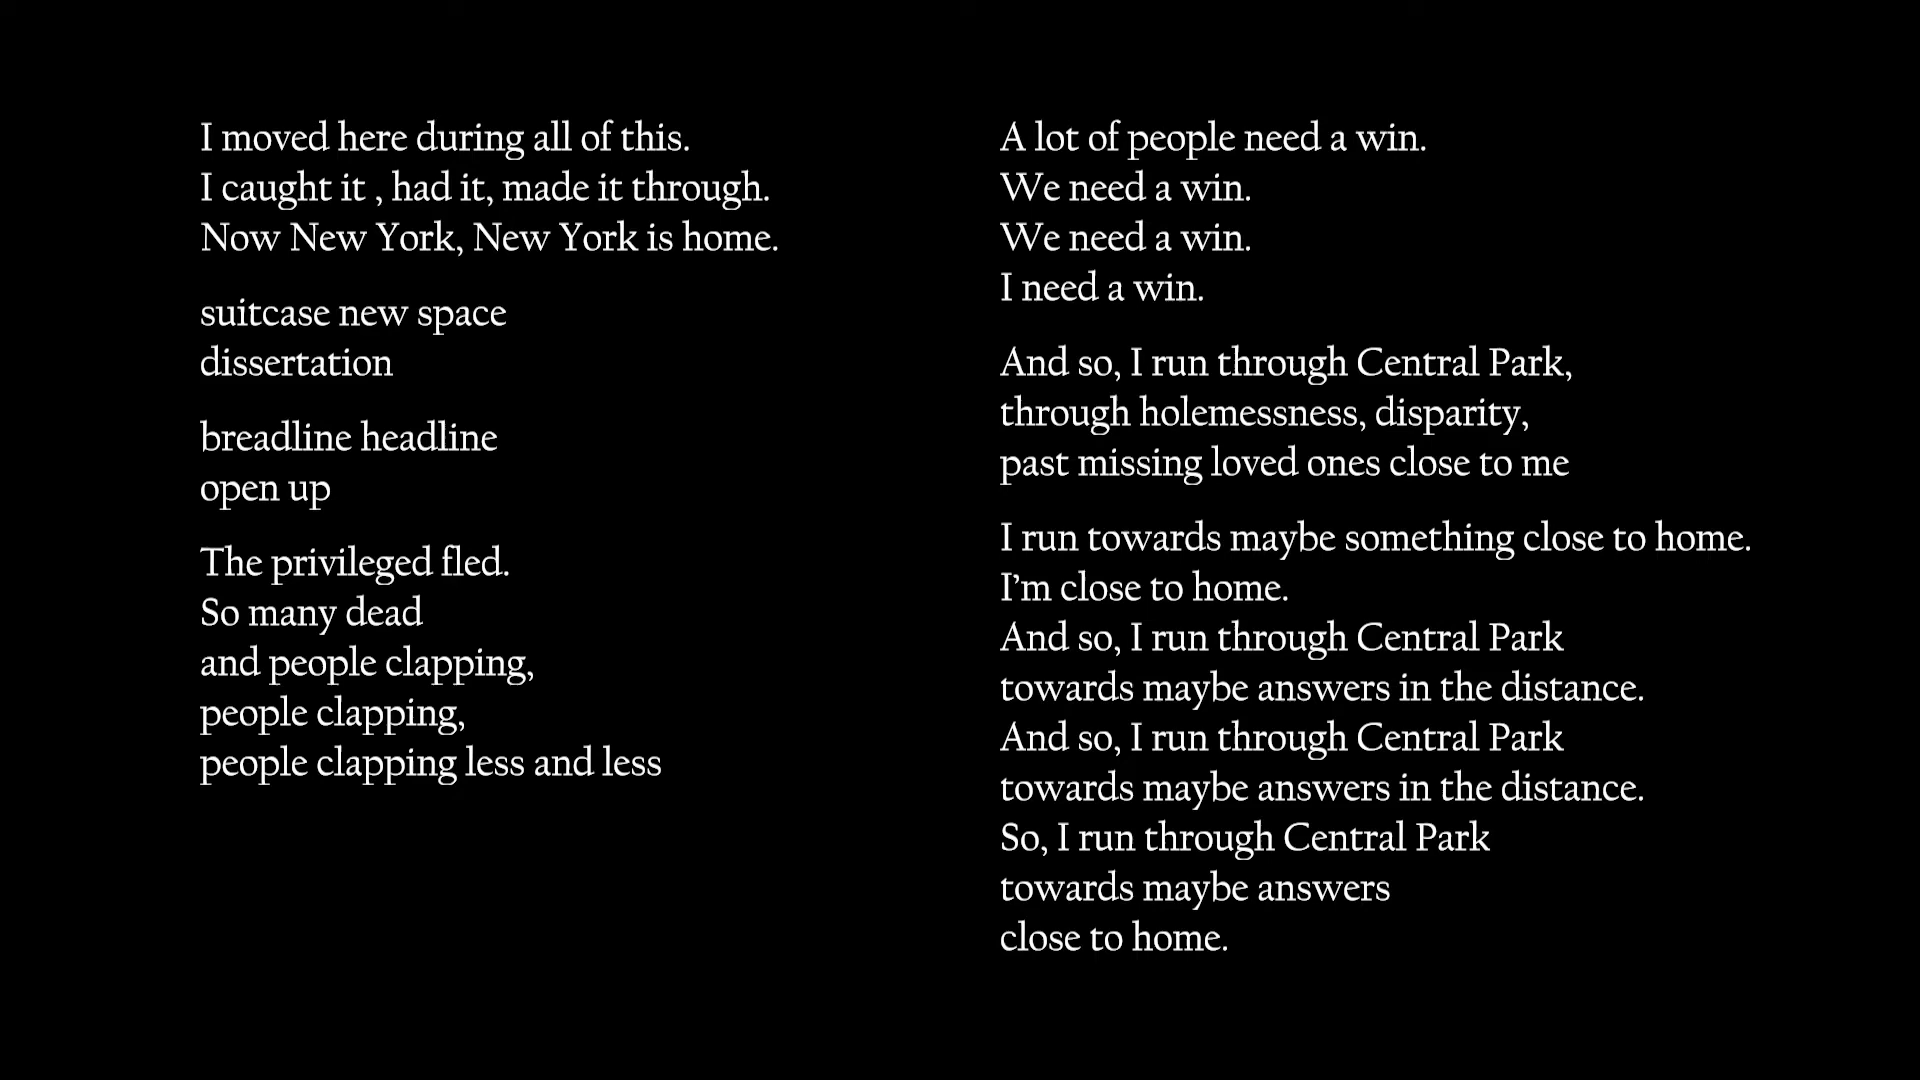 I moved here during all of this.
I caught it , had it, made it through.
Now New York, New York is home.
suitcase new space
dissertation
breadline headline
open up
The privileged fled.
So many dead
and people clapping,
people clapping,
people clapping less and less
A lot of people need a win.
We need a win.
We need a win.
I need a win.
And so, I run through Central Park,
through holemessness, disparity,
past missing loved ones close to me
I run towards maybe something close to home.
I’m close to home.
And so, I run through Central Park
towards maybe answers in the distance.
And so, I run through Central Park
towards maybe answers in the distance.
So, I run through Central Park
towards maybe answers
close to home.